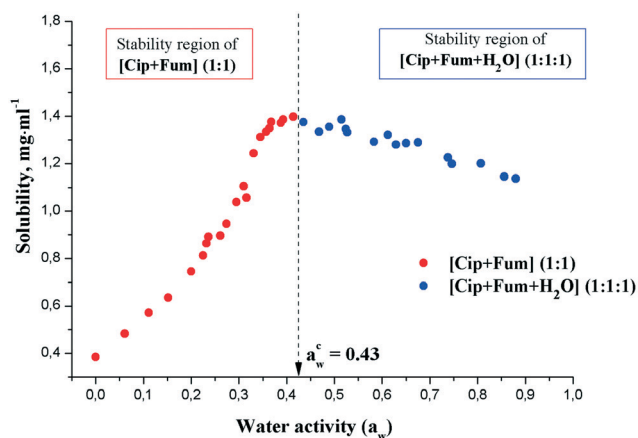 Stability region of
[Cip+Fum] (1:1)
Stability region of
[Cip+Fum+H₂O] (1:1:1)
Solubility, mg·ml⁻¹
1,8
1,6
1,4
1,2
1,0
0,8
0,6
0,4
[Cip+Fum] (1:1)
[Cip+Fum+H₂O] (1:1:1)
a_w^c = 0.43
0,0 0,1 0,2 0,3 0,4 0,5 0,6 0,7 0,8 0,9 1,0
Water activity (a_w)